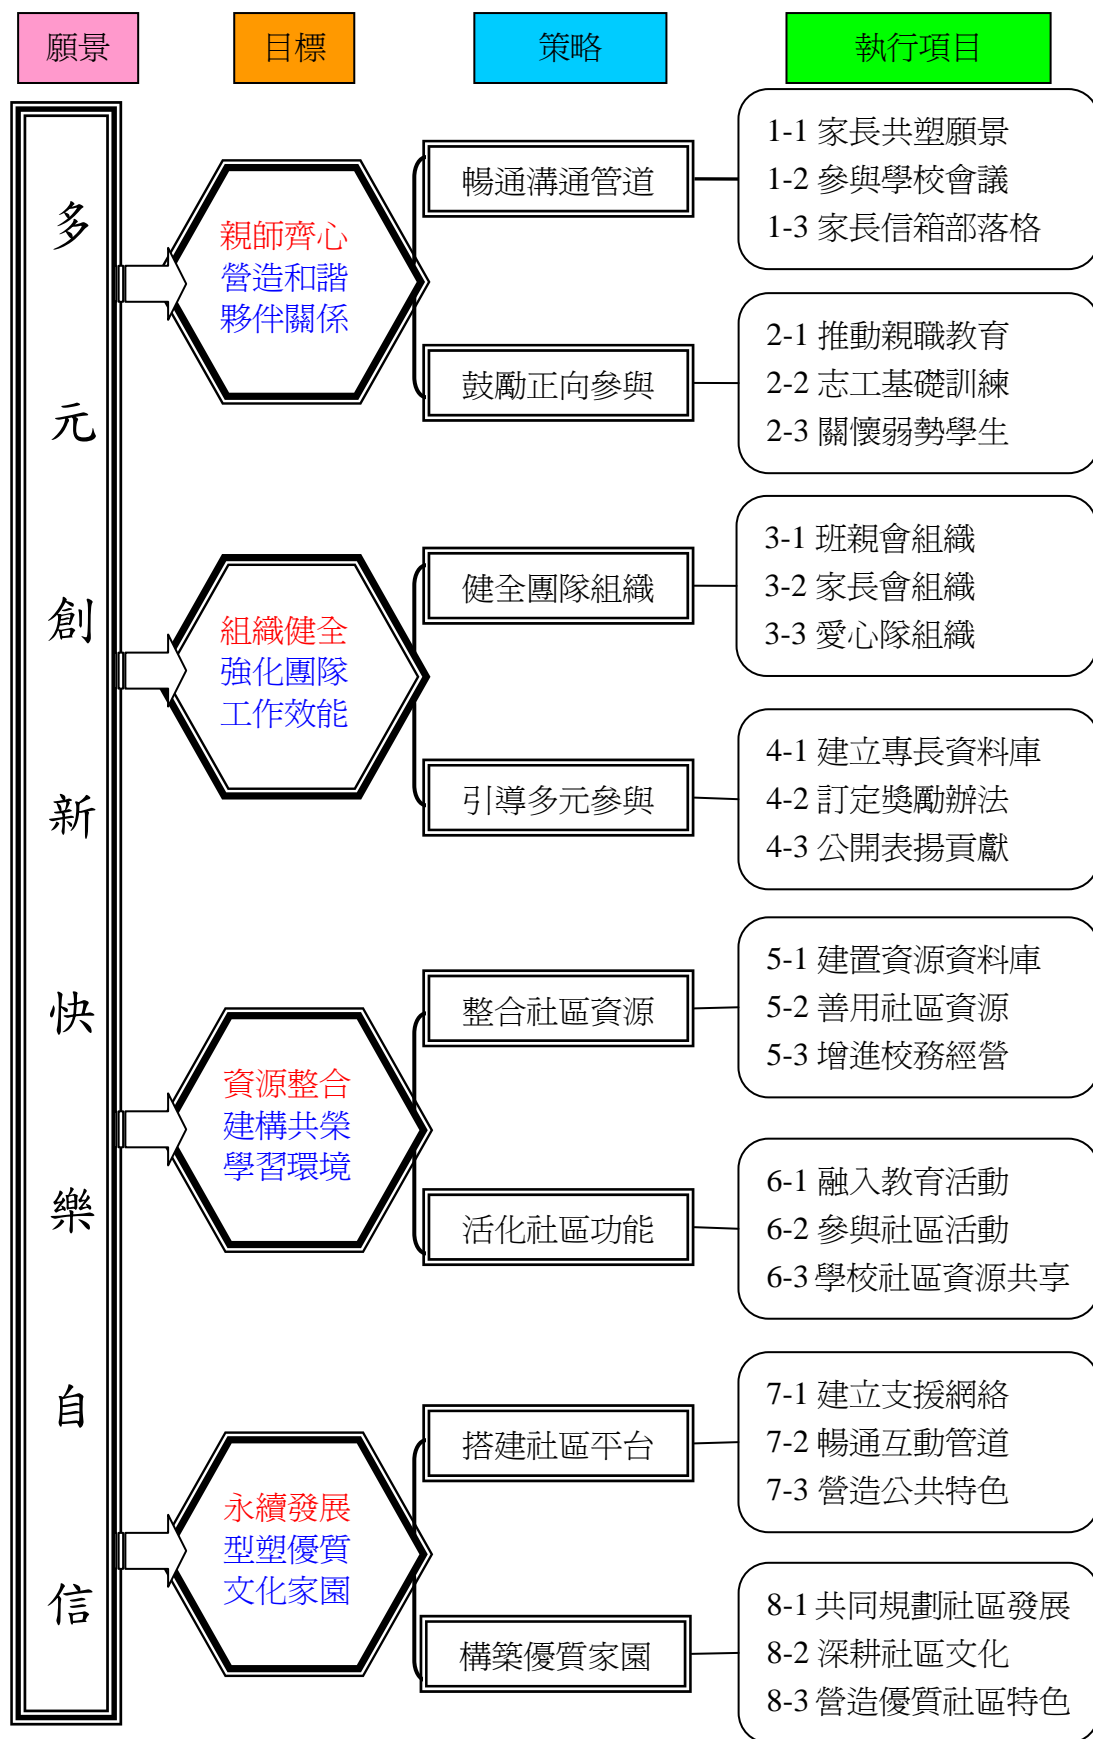 願景
目標
策略
執行項目
多元創新快樂自信
親師齊心
營造和諧
夥伴關係
暢通溝通管道
1-1 家長共塑願景
1-2 參與學校會議
1-3 家長信箱部落格
鼓勵正向參與
2-1 推動親職教育
2-2 志工基礎訓練
2-3 關懷弱勢學生
組織健全
強化團隊
工作效能
健全團隊組織
3-1 班親會組織
3-2 家長會組織
3-3 愛心隊組織
引導多元參與
4-1 建立專長資料庫
4-2 訂定獎勵辦法
4-3 公開表揚貢獻
資源整合
建構共榮
學習環境
整合社區資源
5-1 建置資源資料庫
5-2 善用社區資源
5-3 增進校務經營
活化社區功能
6-1 融入教育活動
6-2 參與社區活動
6-3 學校社區資源共享
永續發展
型塑優質
文化家園
搭建社區平台
7-1 建立支援網絡
7-2 暢通互動管道
7-3 營造公共特色
構築優質家園
8-1 共同規劃社區發展
8-2 深耕社區文化
8-3 營造優質社區特色